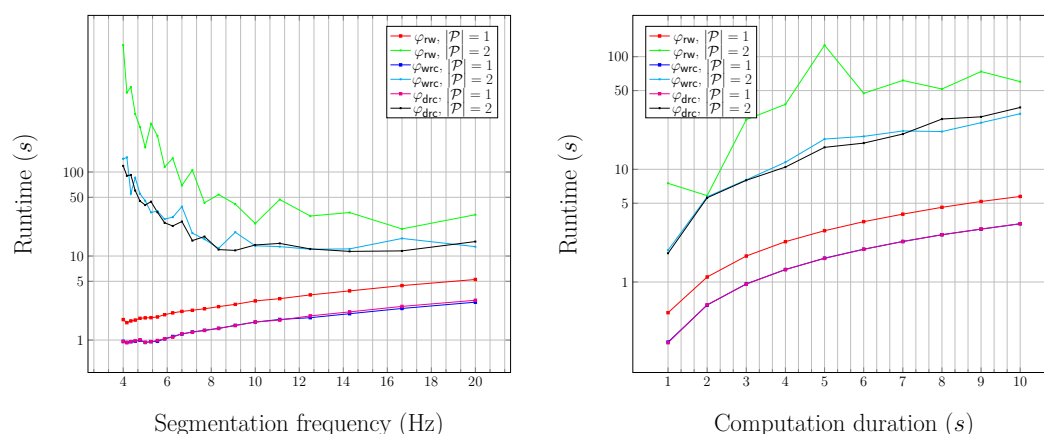 φrw, |P| = 1
φrw, |P| = 2
φwrc, |P| = 1
φwrc, |P| = 2
φdrc, |P| = 1
φdrc, |P| = 2
100
50
10
5
1
Runtime (s)
4 6 8 10 12 14 16 18 20
Segmentation frequency (Hz)
φrw, |P| = 1
φrw, |P| = 2
φwrc, |P| = 1
φwrc, |P| = 2
φdrc, |P| = 1
φdrc, |P| = 2
100
50
10
5
1
Runtime (s)
1 2 3 4 5 6 7 8 9 10
Computation duration (s)